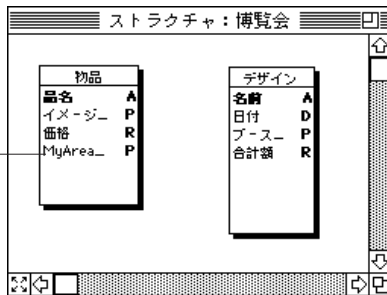 ストラクチャ：博覧会
物品
品名 A
イメージ_ P
価格 R
MyArea_ P
デザイン
名前 A
日付 D
ブース_ P
合計額 R